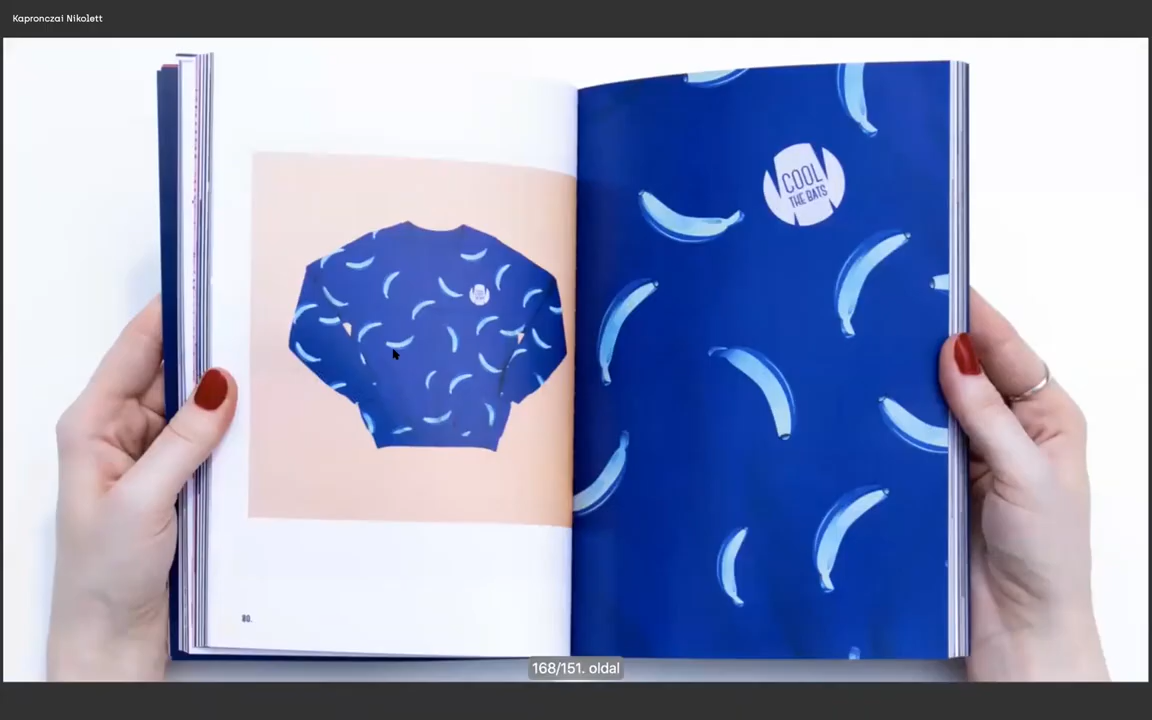 Kapronczai Nikolett
COOL
THE BATS
80.
168/151. oldal